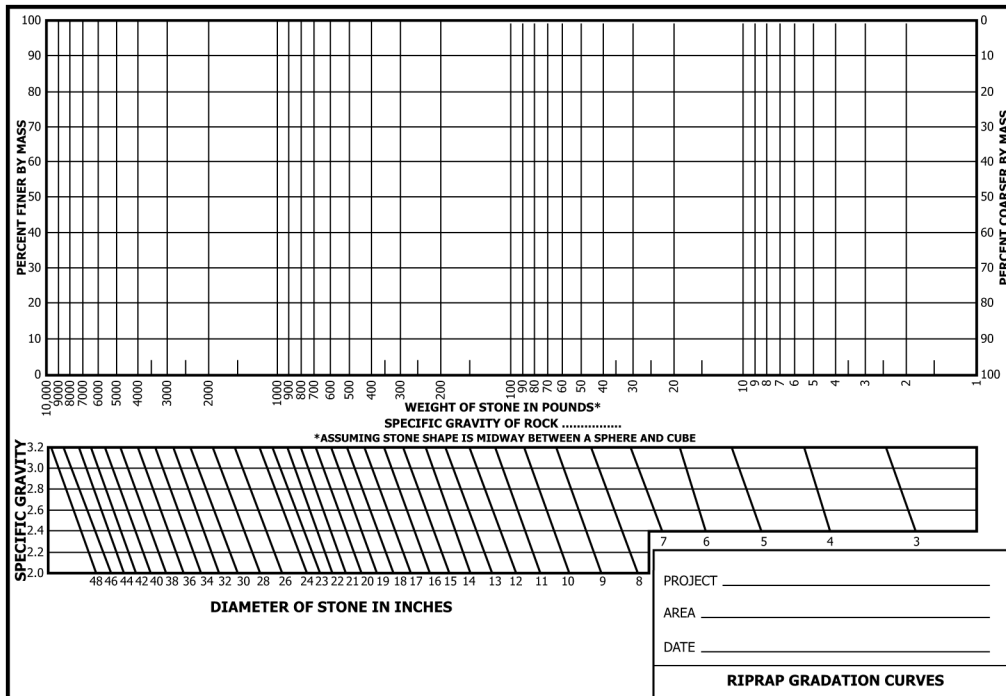 100
90
80
70
60
50
40
30
20
10
0
PERCENT FINER BY MASS
0
10
20
30
40
50
60
70
80
90
100
PERCENT COARSER BY MASS
10,000 9000 8000 7000 6000 5000 4000 3000 2000 1000 900 800 700 600 500 400 300 200 100 90 80 70 60 50 40 30 20 10 9 8 7 6 5 4 3 2 1
WEIGHT OF STONE IN POUNDS*
SPECIFIC GRAVITY OF ROCK ................
*ASSUMING STONE SHAPE IS MIDWAY BETWEEN A SPHERE AND CUBE
SPECIFIC GRAVITY
3.2
3.0
2.8
2.6
2.4
2.2
2.0
7 6 5 4 3
48 46 44 42 40 38 36 34 32 30 28 26 24 23 22 21 20 19 18 17 16 15 14 13 12 11 10 9 8
DIAMETER OF STONE IN INCHES
PROJECT
AREA
DATE
RIPRAP GRADATION CURVES